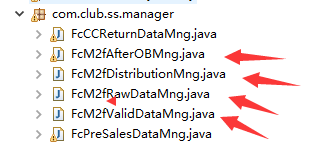 com.club.ss.manager
FcCCReturnDataMng.java
FcM2fAfterOBMng.java
FcM2fDistributionMng.java
FcM2fRawDataMng.java
FcM2fValidDataMng.java
FcPreSalesDataMng.java